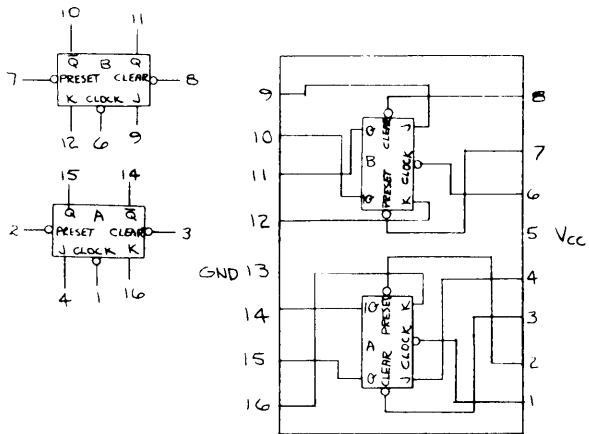 10 11
Q̅ B Q
7 PRESET CLEAR 8
K CLOCK J
12 6 9
15 14
Q A Q̅
2 PRESET CLEAR 3
J CLOCK K
4 1 16
9
10
11
12
GND 13
14
15
16
8
7
6
5 VCC
4
3
2
1
Q CLEAR J
B CLOCK
Q̅ PRESET K
Q̅ PRESET K
A CLOCK
Q CLEAR J